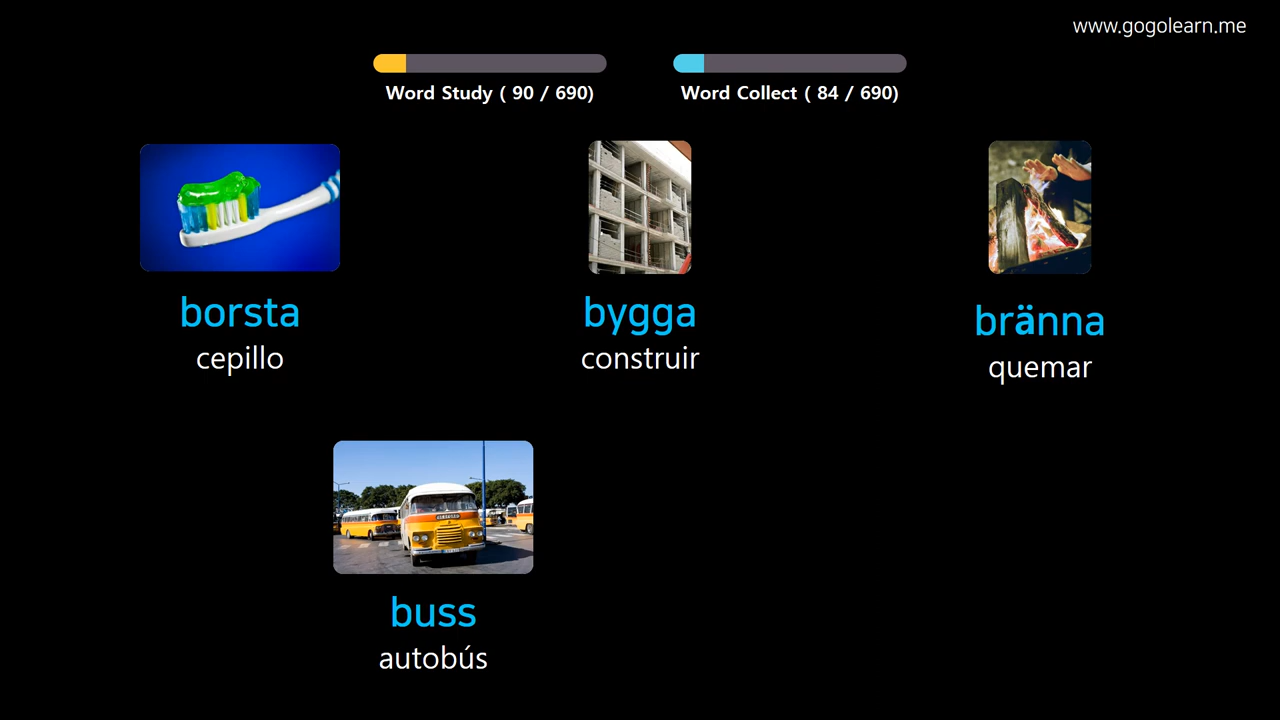 www.gogolearn.me
Word Study ( 90 / 690)
Word Collect ( 84 / 690)
borsta
cepillo
bygga
construir
bränna
quemar
buss
autobús